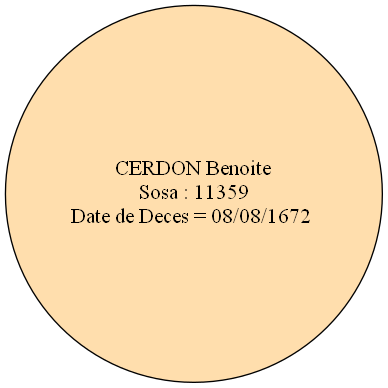 CERDON Benoite
Sosa : 11359
Date de Deces = 08/08/1672